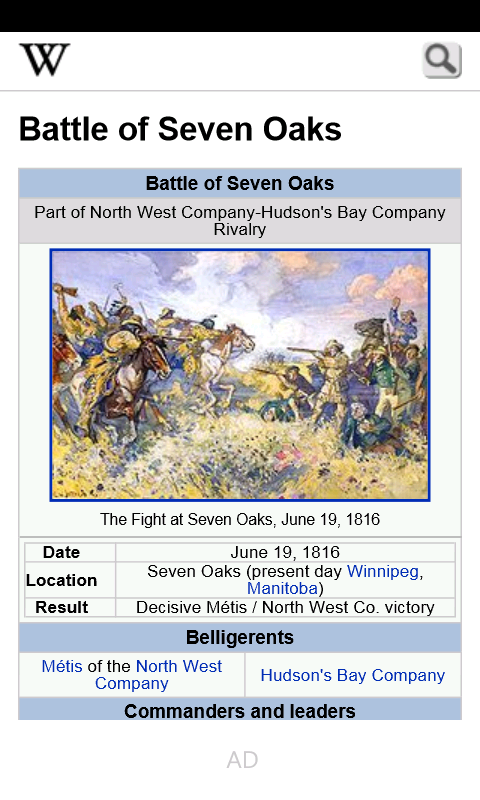 W
Battle of Seven Oaks
Battle of Seven Oaks
Part of North West Company-Hudson's Bay Company
Rivalry
The Fight at Seven Oaks, June 19, 1816
Date June 19, 1816
Location Seven Oaks (present day Winnipeg,
Manitoba)
Result Decisive Métis / North West Co. victory
Belligerents
Métis of the North West
Company
Hudson's Bay Company
Commanders and leaders
AD